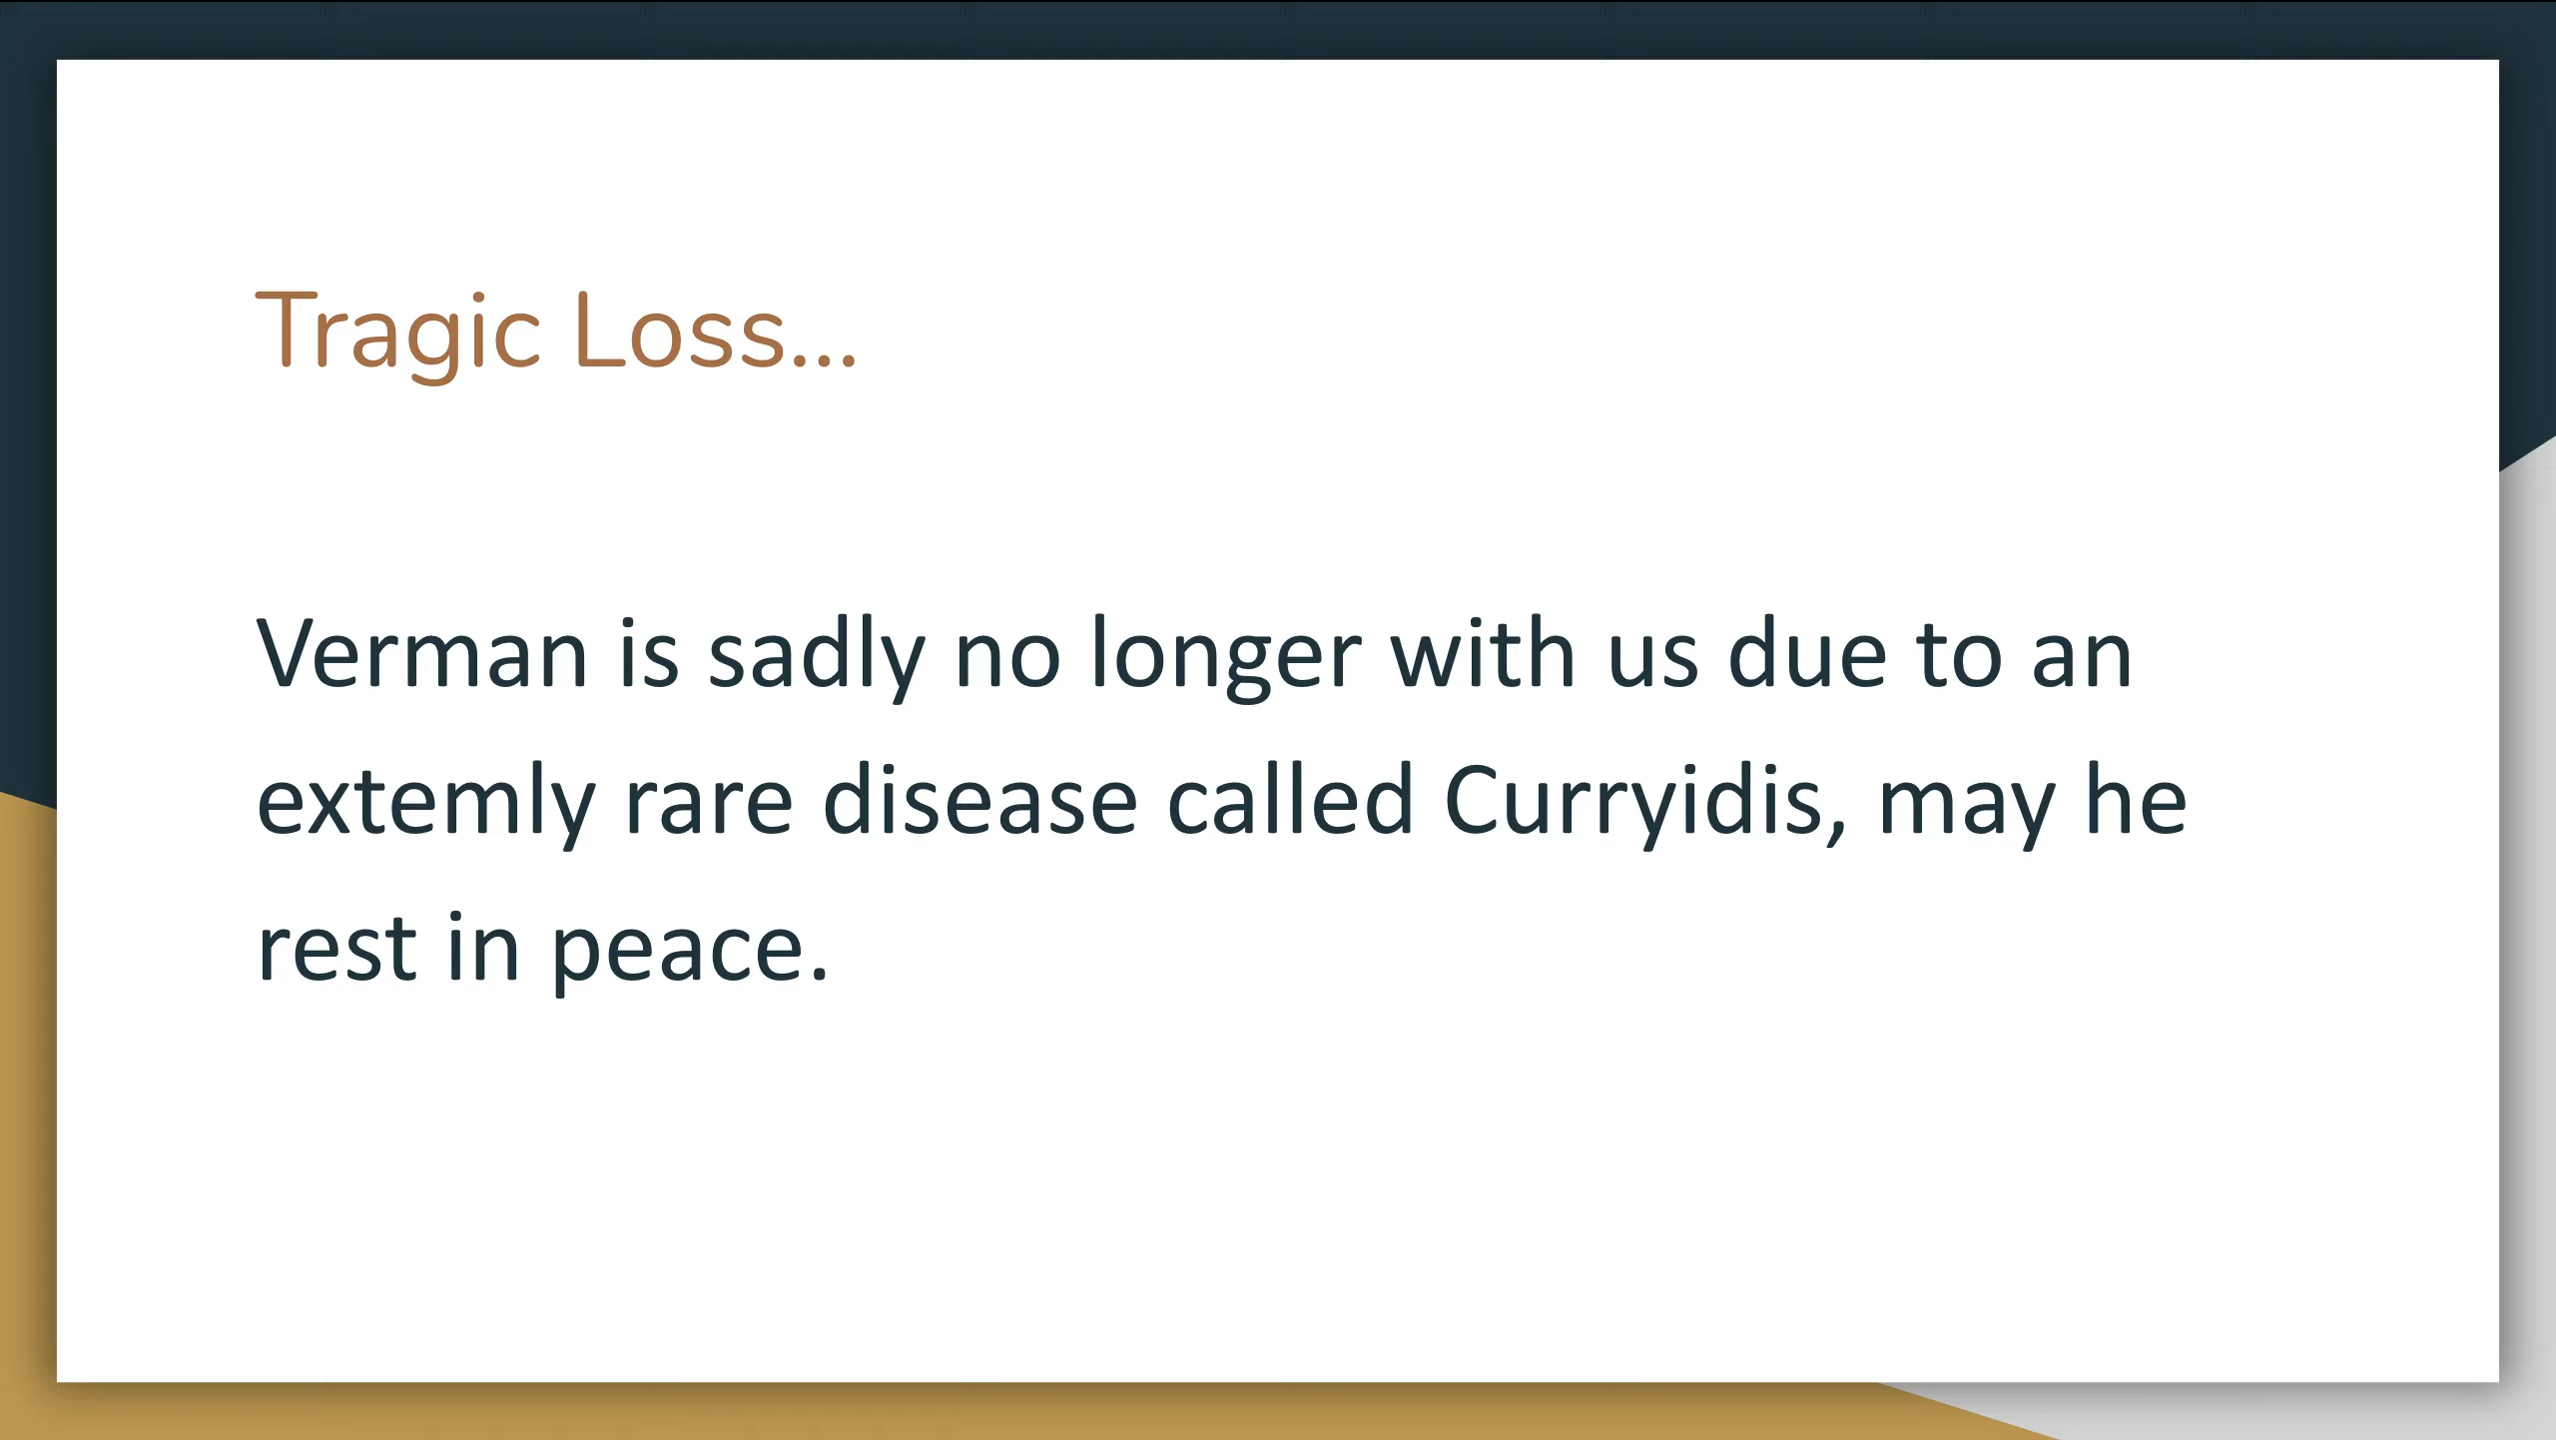 Tragic Loss...
Verman is sadly no longer with us due to an
extemly rare disease called Curryidis, may he
rest in peace.